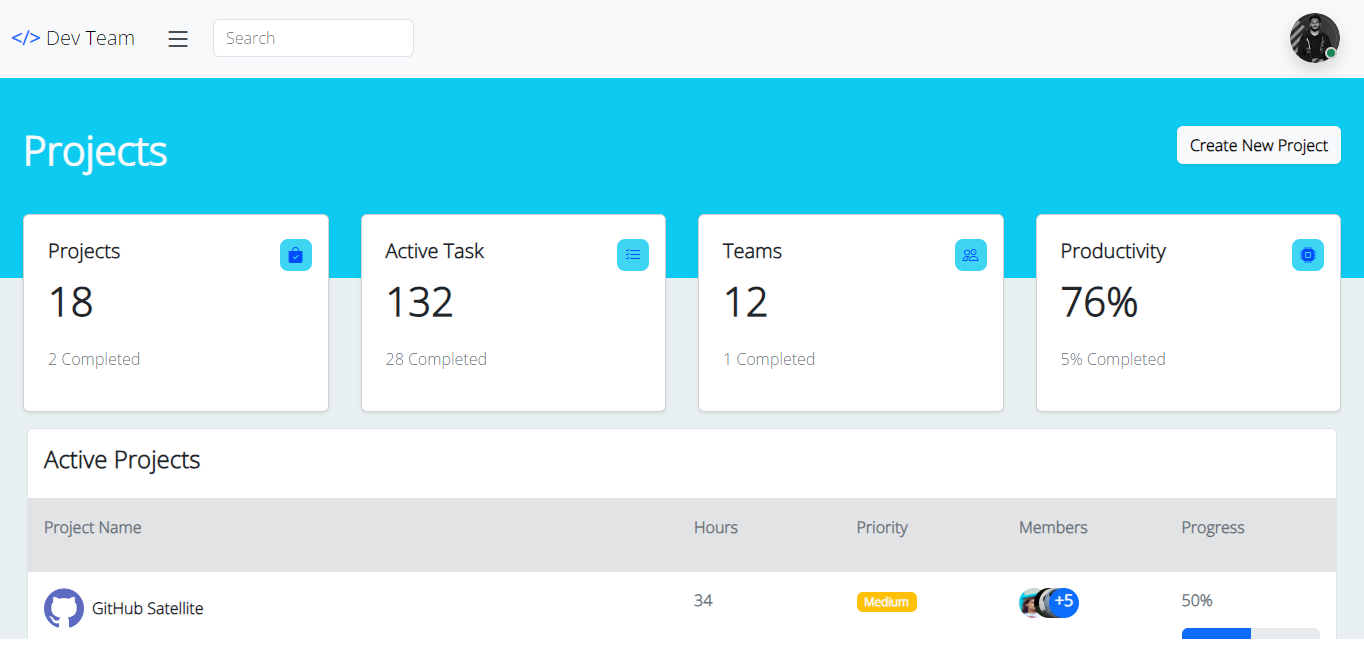 </> Dev Team
Search
Projects
Create New Project
Projects
18
2 Completed
Active Task
132
28 Completed
Teams
12
1 Completed
Productivity
76%
5% Completed
Active Projects
Project Name Hours Priority Members Progress
GitHub Satellite 34 Medium +5 50%